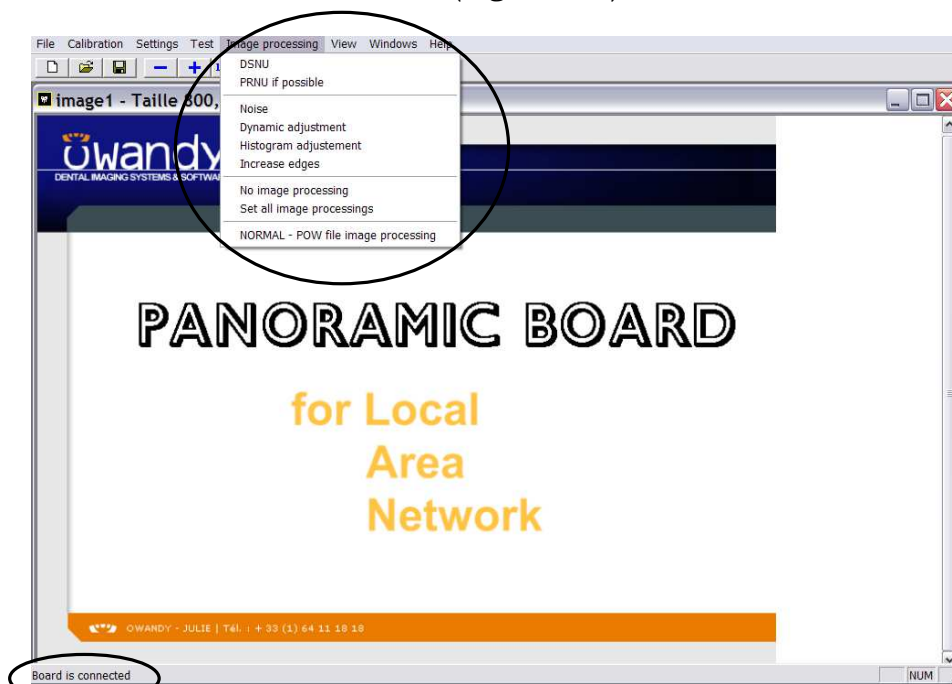 File Calibration Settings Test Image processing View Windows Help
DSNU
PRNU if possible
Noise
Dynamic adjustment
Histogram adjustement
Increase edges
No image processing
Set all image processings
NORMAL - POW file image processing
image1 - Taille 800,
Owandy
DENTAL IMAGING SYSTEMS & SOFTWA
PANORAMIC BOARD
for Local
Area
Network
OWANDY - JULIE | Tél. : + 33 (1) 64 11 18 18
Board is connected
NUM